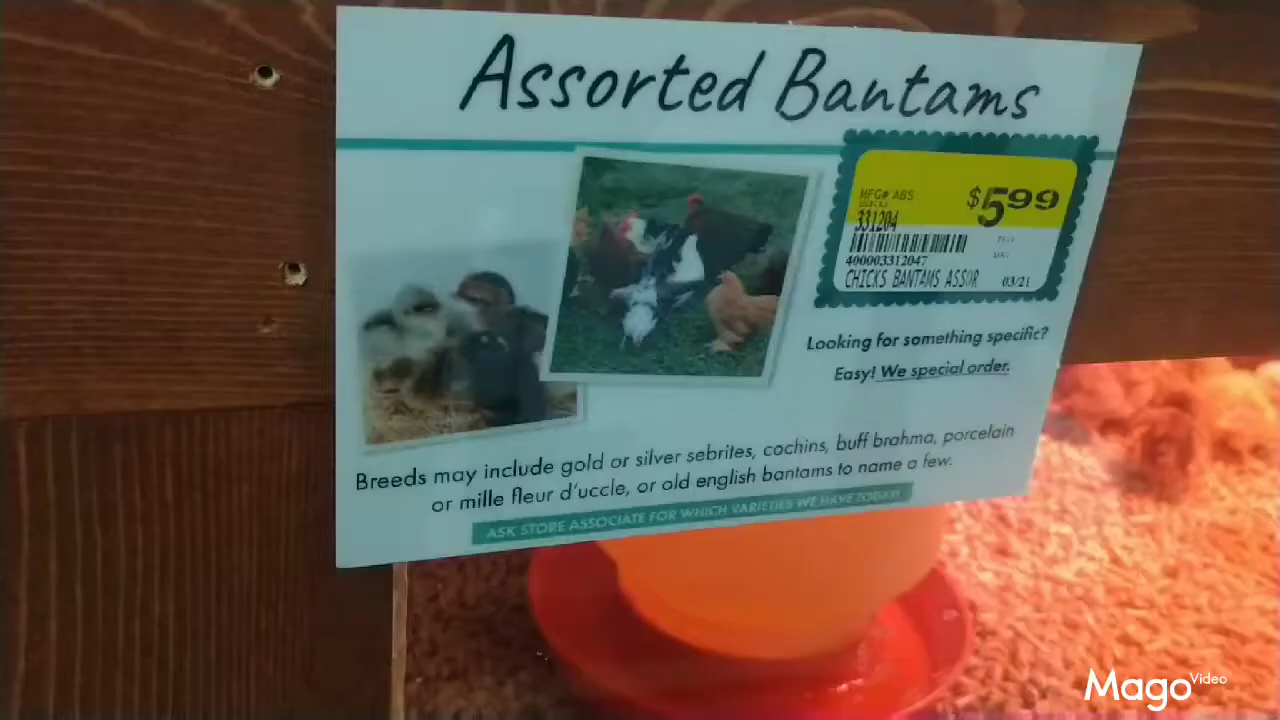 Assorted Bantams
MFG# ABS
$5.99
331204
400003312047
CHICKS BANTAMS ASSOR 03/21
Looking for something specific?
Easy! We special order.
Breeds may include gold or silver sebrites, cochins, buff brahma, porcelain
or mille fleur d'uccle, or old english bantams to name a few.
ASK STORE ASSOCIATE FOR WHICH VARIETIES WE HAVE TODAY!
Mago Video